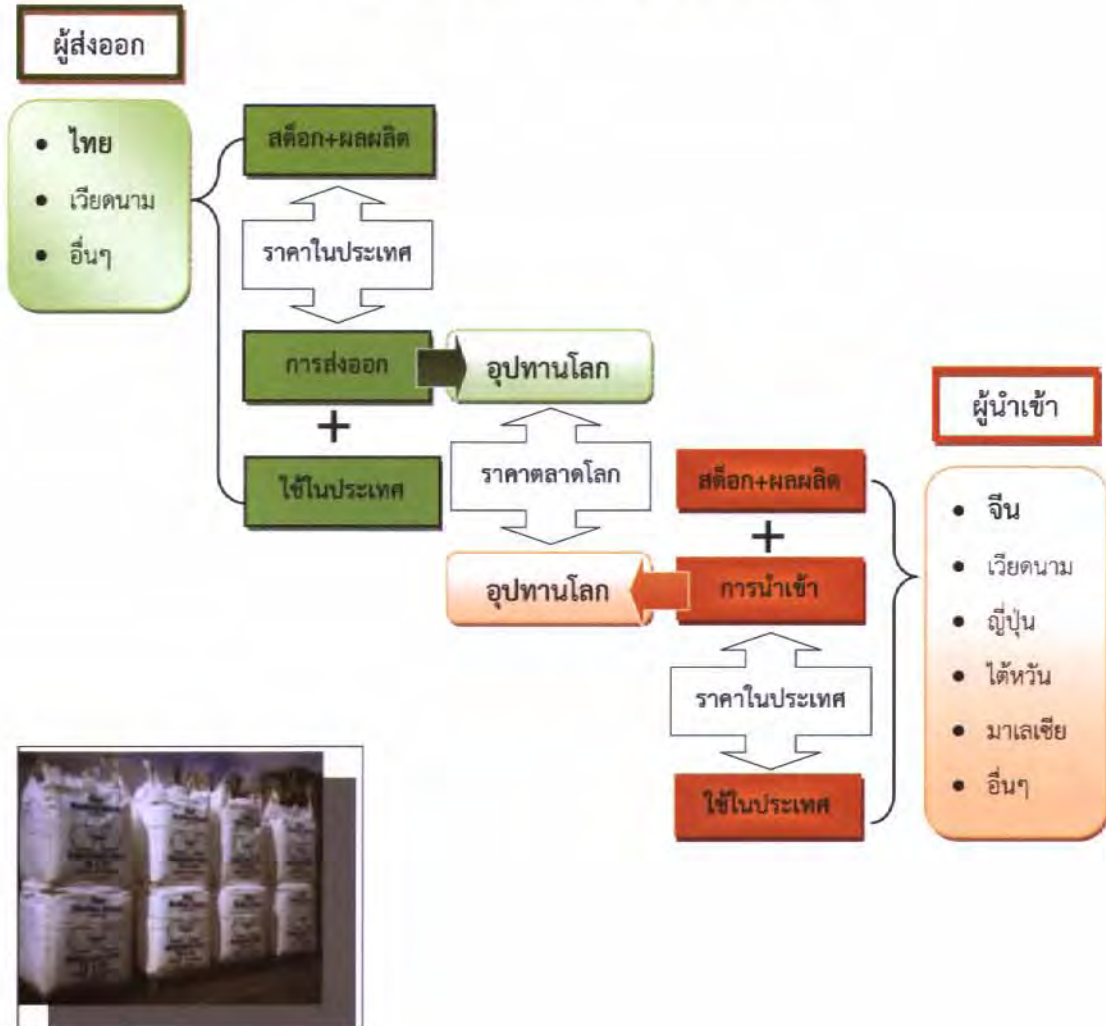 ผู้ส่งออก
• ไทย
• เวียดนาม
• อื่นๆ
สต็อก+ผลผลิต
ราคาในประเทศ
การส่งออก
+
ใช้ในประเทศ
อุปทานโลก
ราคาตลาดโลก
อุปทานโลก
ผู้นำเข้า
สต็อก+ผลผลิต
+
การนำเข้า
ราคาในประเทศ
ใช้ในประเทศ
• จีน
• เวียดนาม
• ญี่ปุ่น
• ไต้หวัน
• มาเลเซีย
• อื่นๆ